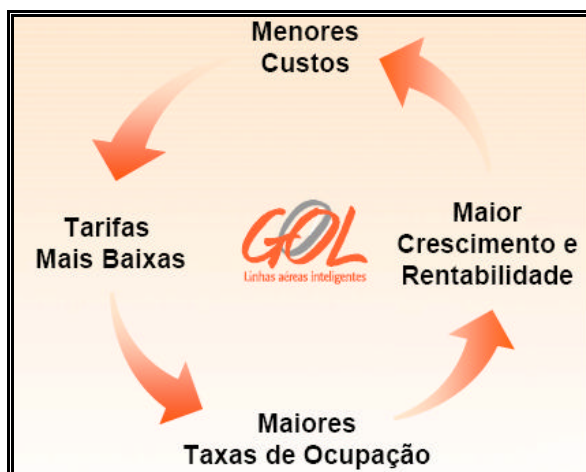 Menores
Custos
Tarifas
Mais Baixas
GOL
Linhas aéreas inteligentes
Maior
Crescimento e
Rentabilidade
Maiores
Taxas de Ocupação